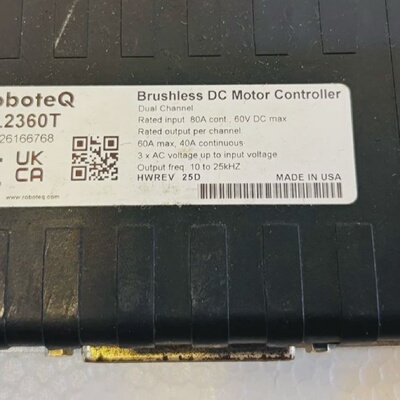 oboteQ
L2360T
26166768
UK
CA
www.roboteq.com
Brushless DC Motor Controller
Dual Channel
Rated input 80A cont., 60V DC max
Rated output per channel
60A max, 40A continuous
3 x AC voltage up to input voltage
Output freq. 10 to 25kHZ
HWREV 25D
MADE IN USA